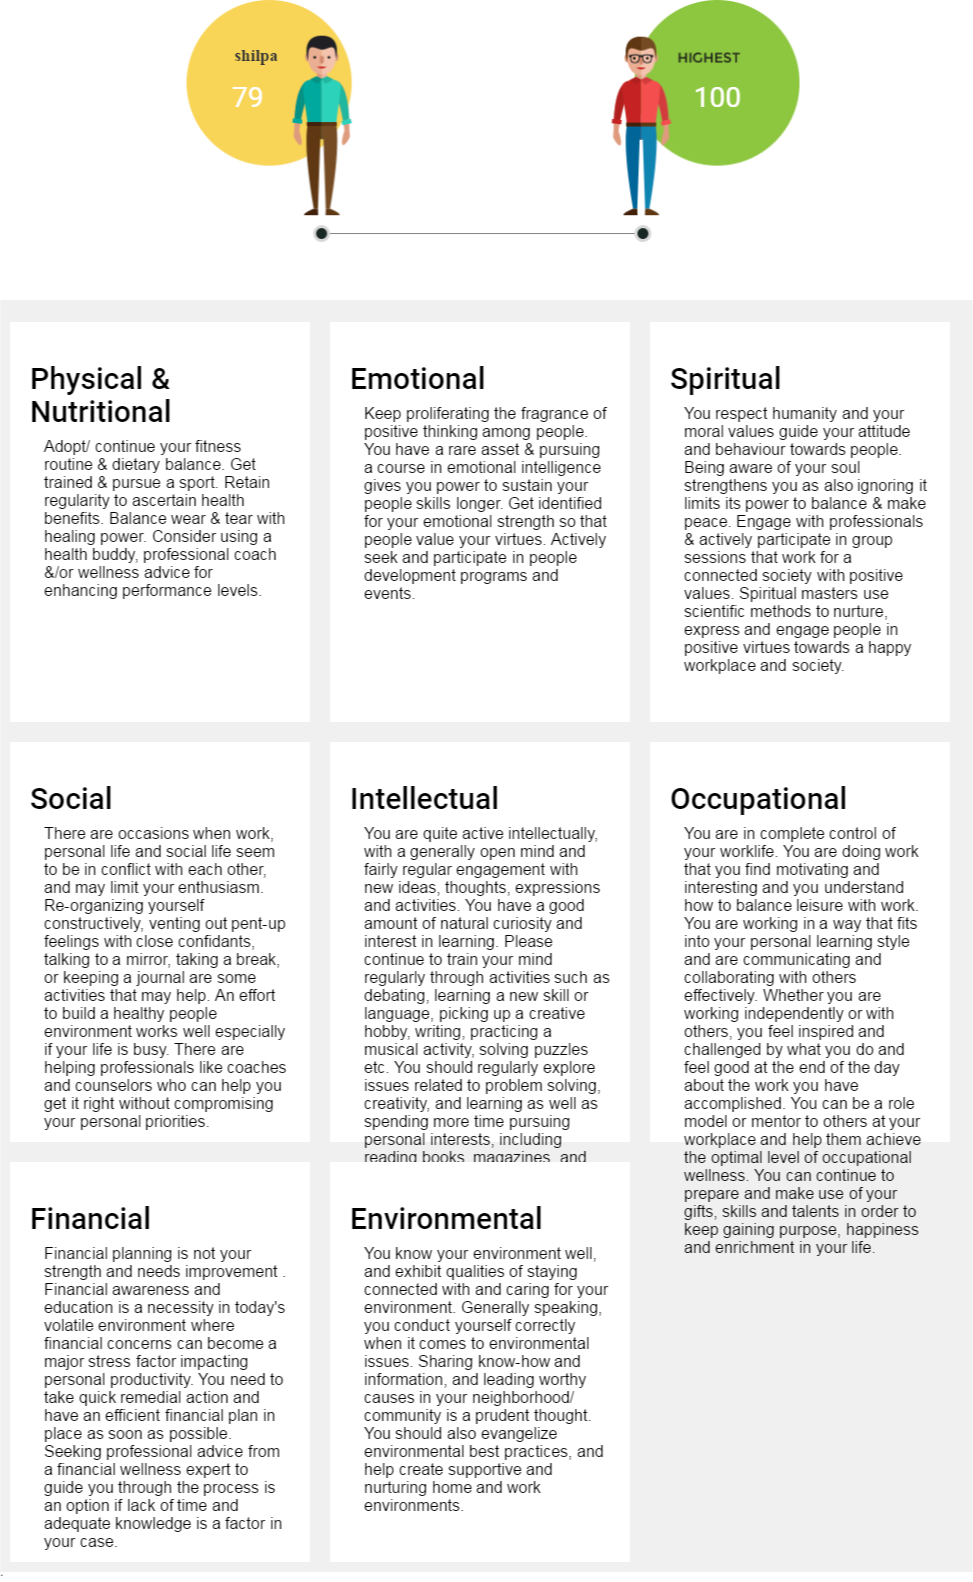 shilpa
79
HIGHEST
100
Physical &
Nutritional
Adopt/ continue your fitness
routine & dietary balance. Get
trained & pursue a sport. Retain
regularity to ascertain health
benefits. Balance wear & tear with
healing power. Consider using a
health buddy, professional coach
&/or wellness advice for
enhancing performance levels.
Emotional
Keep proliferating the fragrance of
positive thinking among people.
You have a rare asset & pursuing
a course in emotional intelligence
gives you power to sustain your
people skills longer. Get identified
for your emotional strength so that
people value your virtues. Actively
seek and participate in people
development programs and
events.
Spiritual
You respect humanity and your
moral values guide your attitude
and behaviour towards people.
Being aware of your soul
strengthens you as also ignoring it
limits its power to balance & make
peace. Engage with professionals
& actively participate in group
sessions that work for a
connected society with positive
values. Spiritual masters use
scientific methods to nurture,
express and engage people in
positive virtues towards a happy
workplace and society.
Social
There are occasions when work,
personal life and social life seem
to be in conflict with each other,
and may limit your enthusiasm.
Re-organizing yourself
constructively, venting out pent-up
feelings with close confidants,
talking to a mirror, taking a break,
or keeping a journal are some
activities that may help. An effort
to build a healthy people
environment works well especially
if your life is busy. There are
helping professionals like coaches
and counselors who can help you
get it right without compromising
your personal priorities.
Intellectual
You are quite active intellectually,
with a generally open mind and
fairly regular engagement with
new ideas, thoughts, expressions
and activities. You have a good
amount of natural curiosity and
interest in learning. Please
continue to train your mind
regularly through activities such as
debating, learning a new skill or
language, picking up a creative
hobby, writing, practicing a
musical activity, solving puzzles
etc. You should regularly explore
issues related to problem solving,
creativity, and learning as well as
spending more time pursuing
personal interests, including
reading books, magazines, and
Occupational
You are in complete control of
your worklife. You are doing work
that you find motivating and
interesting and you understand
how to balance leisure with work.
You are working in a way that fits
into your personal learning style
and are communicating and
collaborating with others
effectively. Whether you are
working independently or with
others, you feel inspired and
challenged by what you do and
feel good at the end of the day
about the work you have
accomplished. You can be a role
model or mentor to others at your
workplace and help them achieve
the optimal level of occupational
wellness. You can continue to
prepare and make use of your
gifts, skills and talents in order to
keep gaining purpose, happiness
and enrichment in your life.
Financial
Financial planning is not your
strength and needs improvement .
Financial awareness and
education is a necessity in today's
volatile environment where
financial concerns can become a
major stress factor impacting
personal productivity. You need to
take quick remedial action and
have an efficient financial plan in
place as soon as possible.
Seeking professional advice from
a financial wellness expert to
guide you through the process is
an option if lack of time and
adequate knowledge is a factor in
your case.
Environmental
You know your environment well,
and exhibit qualities of staying
connected with and caring for your
environment. Generally speaking,
you conduct yourself correctly
when it comes to environmental
issues. Sharing know-how and
information, and leading worthy
causes in your neighborhood/
community is a prudent thought.
You should also evangelize
environmental best practices, and
help create supportive and
nurturing home and work
environments.